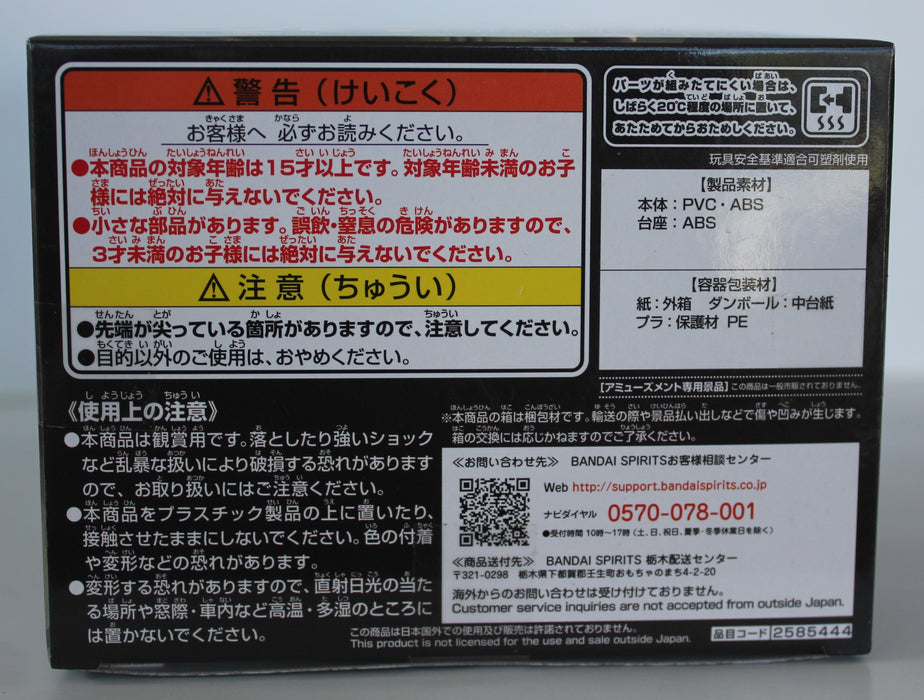 ⚠警告（けいこく）
お客様へ 必ずお読みください。
●本商品の対象年齢は15才以上です。対象年齢未満のお子
様には絶対に与えないでください。
●小さな部品があります。誤飲・窒息の危険がありますので、
3才未満のお子様には絶対に与えないでください。
⚠注意（ちゅうい）
●先端が尖っている箇所がありますので、注意してください。
●目的以外のご使用は、おやめください。
《使用上の注意》
●本商品は観賞用です。落としたり強いショック
など乱暴な扱いにより破損する恐れがあります
ので、お取り扱いにはご注意ください。
●本商品をプラスチック製品の上に置いたり、
接触させたままにしないでください。色の付着
や変形などの恐れがあります。
●変形する恐れがありますので、直射日光の当た
る場所や窓際・車内など高温・多湿のところに
は置かないでください。
パーツが組みたてにくい場合は、
しばらく20℃程度の場所に置いて、
あたためてからおためしください。
玩具安全基準適合可塑剤使用
【製品素材】
本体：PVC・ABS
台座：ABS
【容器包装材】
紙：外箱 ダンボール：中台紙
プラ：保護材 PE
【アミューズメント専用景品】この商品は一般市販されておりません。
※本商品の箱は梱包材です。輸送の際や景品払い出しなどで傷や凹みが生じます。
箱の交換には応じかねますのでご了承ください。
≪お問い合わせ先≫ BANDAI SPIRITSお客様相談センター
Web http://support.bandaispirits.co.jp
ナビダイヤル 0570-078-001
●受付時間 10時〜17時（土、日、祝日、夏季・冬季休業日を除く）
≪商品送付先≫ BANDAI SPIRITS 栃木配送センター
〒321-0298 栃木県下都賀郡壬生町おもちゃのまち4-2-20
海外からのお問い合わせは受け付けておりません。
Customer service inquiries are not accepted from outside Japan.
この商品は日本国外での使用及び販売は許諾されておりません。
This product is not licensed for the use and sale outside Japan.
品目コード 2585444